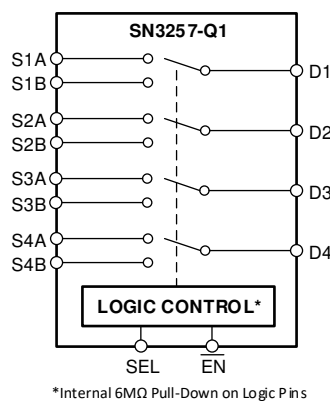 SN3257-Q1
S1A
S1B
D1
S2A
S2B
D2
S3A
S3B
D3
S4A
S4B
D4
LOGIC CONTROL*
SEL
EN
*Internal 6MΩ Pull-Down on Logic Pins